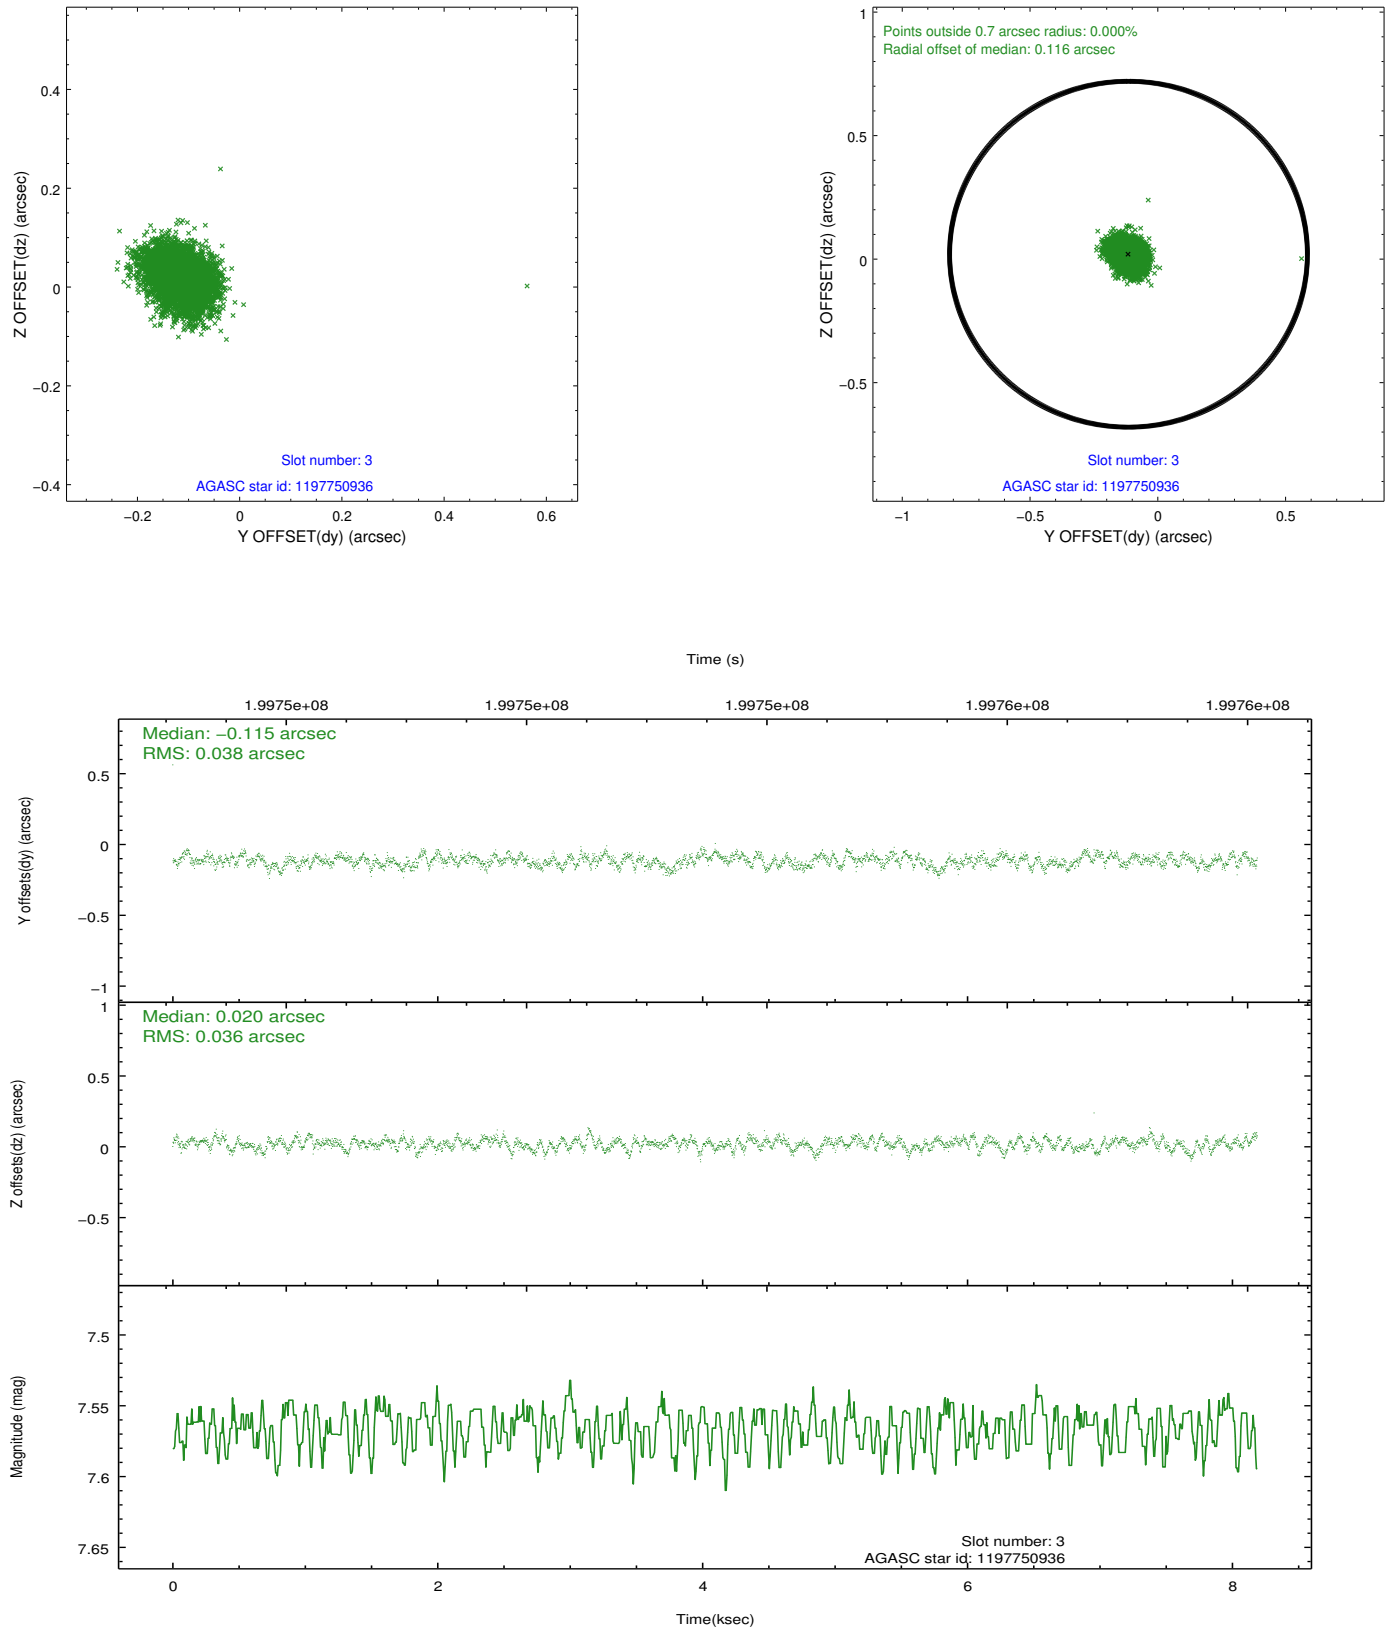 0.4
0.2
0
−0.2
−0.4
Z OFFSET(dz) (arcsec)
Slot number: 3
AGASC star id: 1197750936
−0.2 0 0.2 0.4 0.6
Y OFFSET(dy) (arcsec)
1
0.5
0
−0.5
Z OFFSET(dz) (arcsec)
Points outside 0.7 arcsec radius: 0.000%
Radial offset of median: 0.116 arcsec
Slot number: 3
AGASC star id: 1197750936
−1 −0.5 0 0.5
Y OFFSET(dy) (arcsec)
Time (s)
1.9975e+08 1.9975e+08 1.9975e+08 1.9976e+08 1.9976e+08
Median: −0.115 arcsec
RMS: 0.038 arcsec
0.5
0
−0.5
−1
Y offsets(dy) (arcsec)
Median: 0.020 arcsec
RMS: 0.036 arcsec
1
0.5
0
−0.5
Z offsets(dz) (arcsec)
7.5
7.55
7.6
7.65
Magnitude (mag)
Slot number: 3
AGASC star id: 1197750936
0 2 4 6 8
Time(ksec)